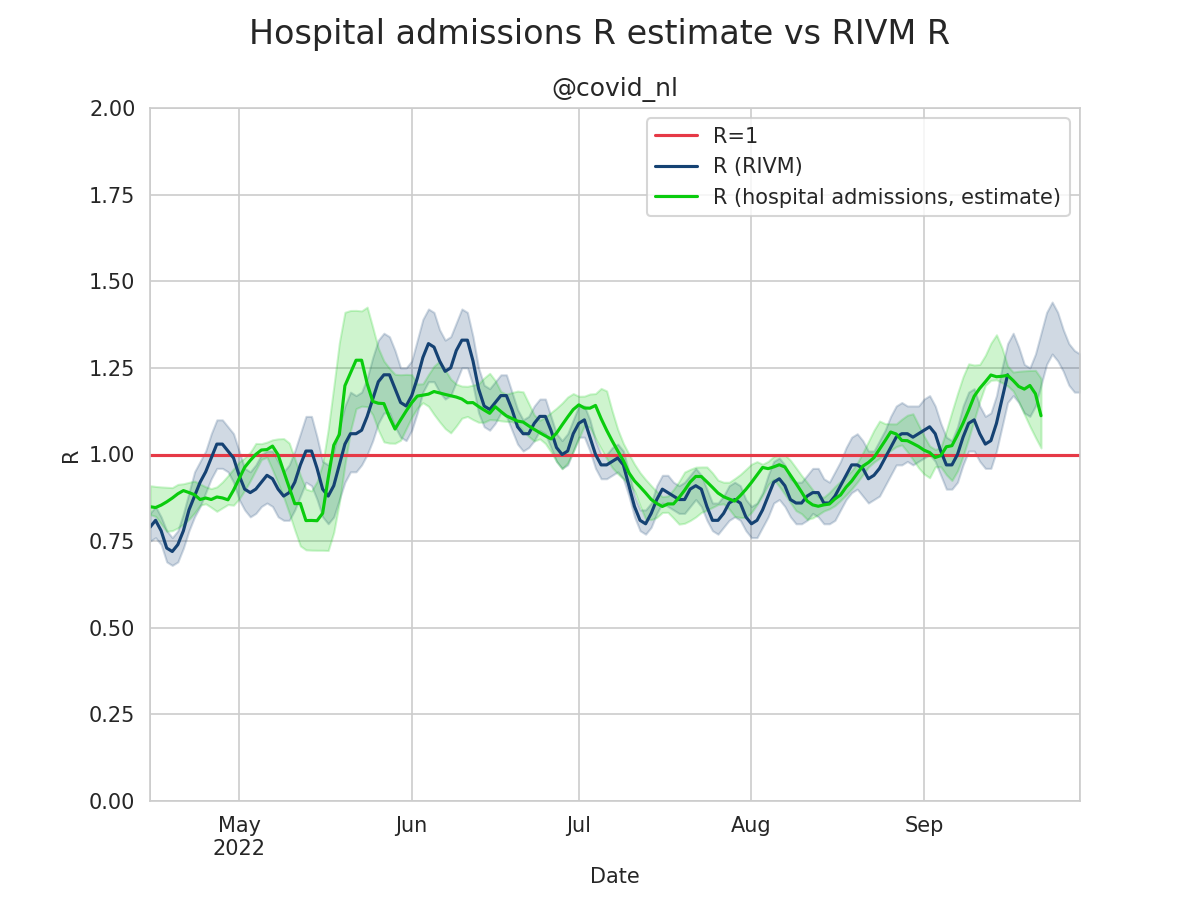 Hospital admissions R estimate vs RIVM R
@covid_nl
R=1
R (RIVM)
R (hospital admissions, estimate)
2.00
1.75
1.50
1.25
1.00
0.75
0.50
0.25
0.00
R
May
2022
Jun
Jul
Aug
Sep
Date